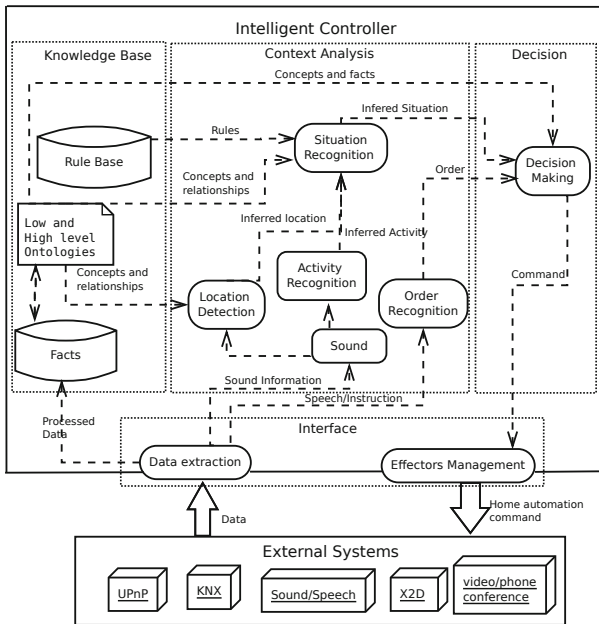 Intelligent Controller
Knowledge Base
Context Analysis
Decision
Concepts and facts
Infered Situation
Rules
Situation
Recognition
Rule Base
Order
Decision
Making
Concepts and
relationships
Low and
High level
Ontologies
Inferred location
Inferred Activity
Concepts and
relationships
Activity
Recognition
Command
Location
Detection
Order
Recognition
Facts
Sound
Sound Information
Speech/Instruction
Processed
Data
Interface
Data extraction
Effectors Management
Data
Home automation
command
External Systems
UPnP
KNX
Sound/Speech
X2D
video/phone
conference